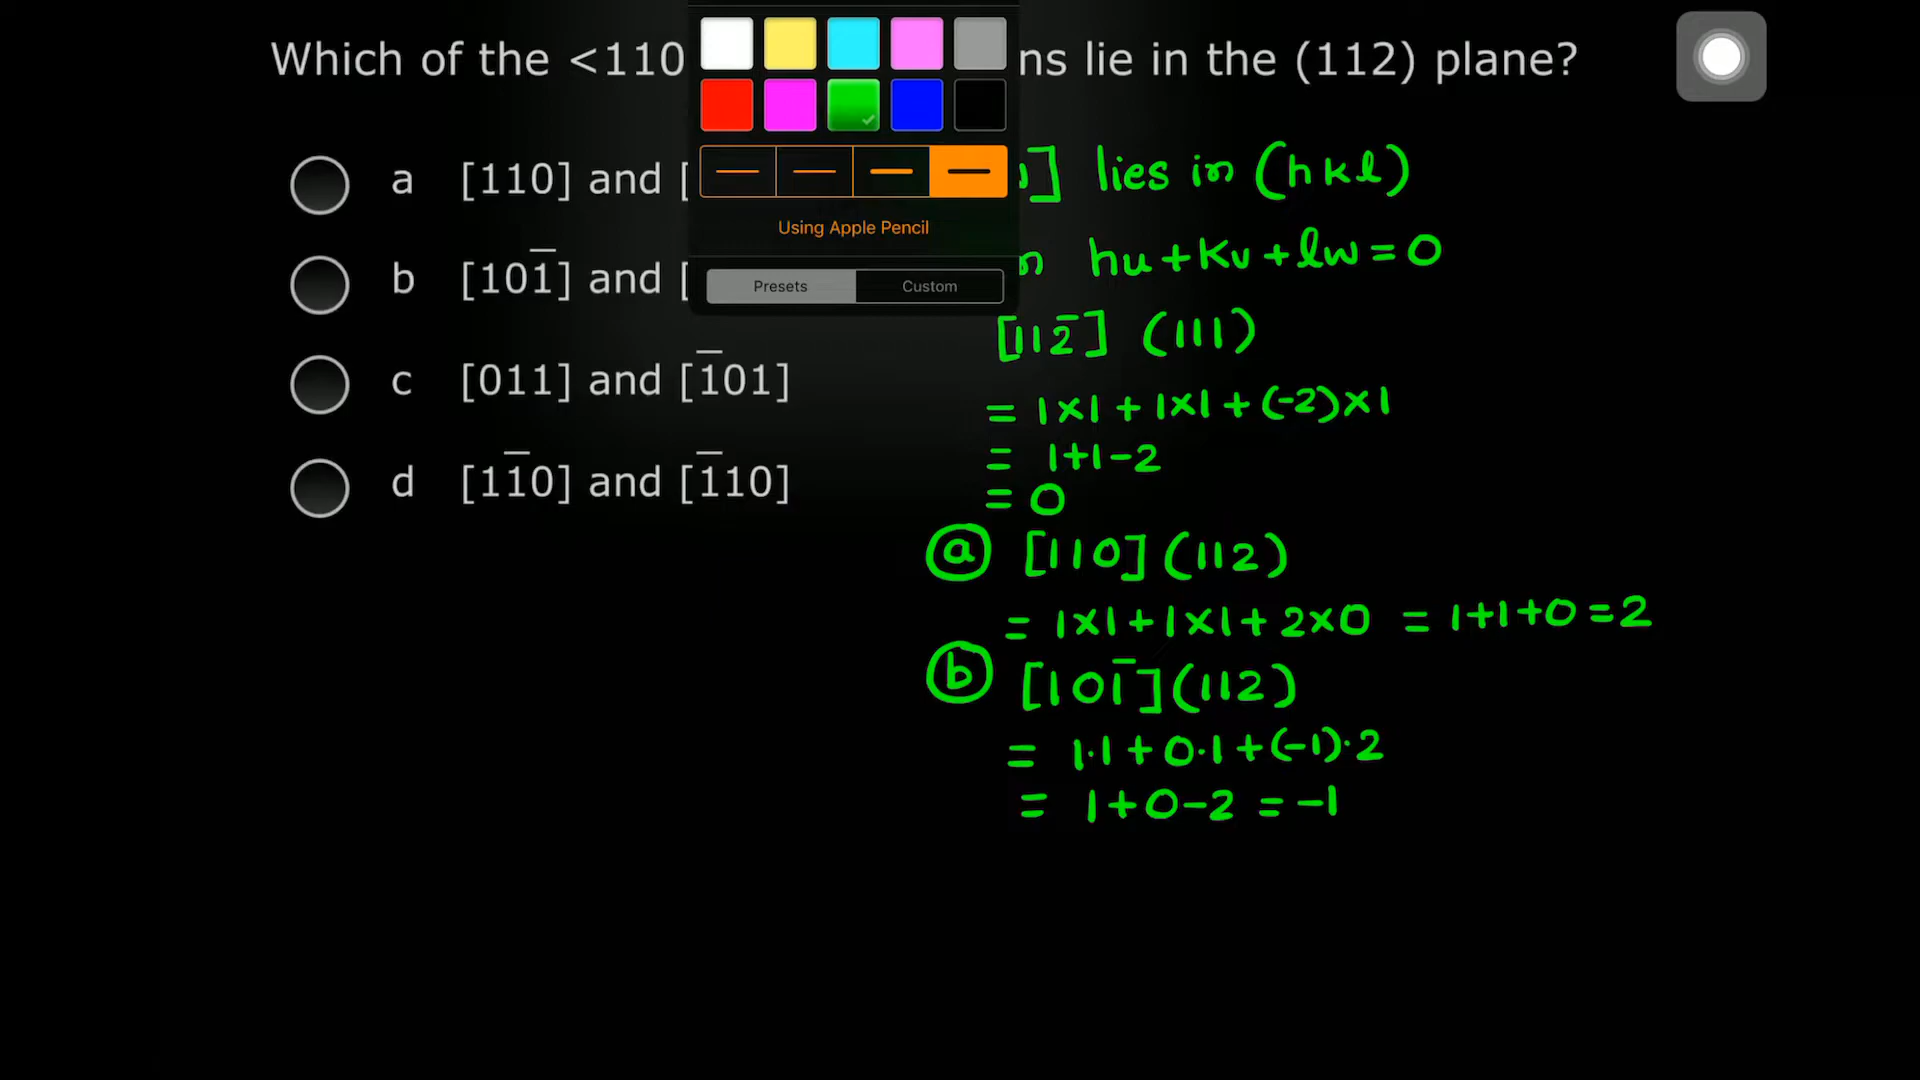 Which of the <110 ns lie in the (112) plane?
a [110] and [
b [101̅] and [
c [011] and [1̅01]
d [11̅0] and [1̅10]
Using Apple Pencil
Presets Custom
] lies in (hkl)
n hu+kv+lw=0
[112̅] (111)
= 1×1+1×1+(-2)×1
= 1+1-2
= 0
ⓐ [110](112)
= 1×1+1×1+2×0 = 1+1+0=2
ⓑ [101̅](112)
= 1·1+0·1+(-1)·2
= 1+0-2 = -1